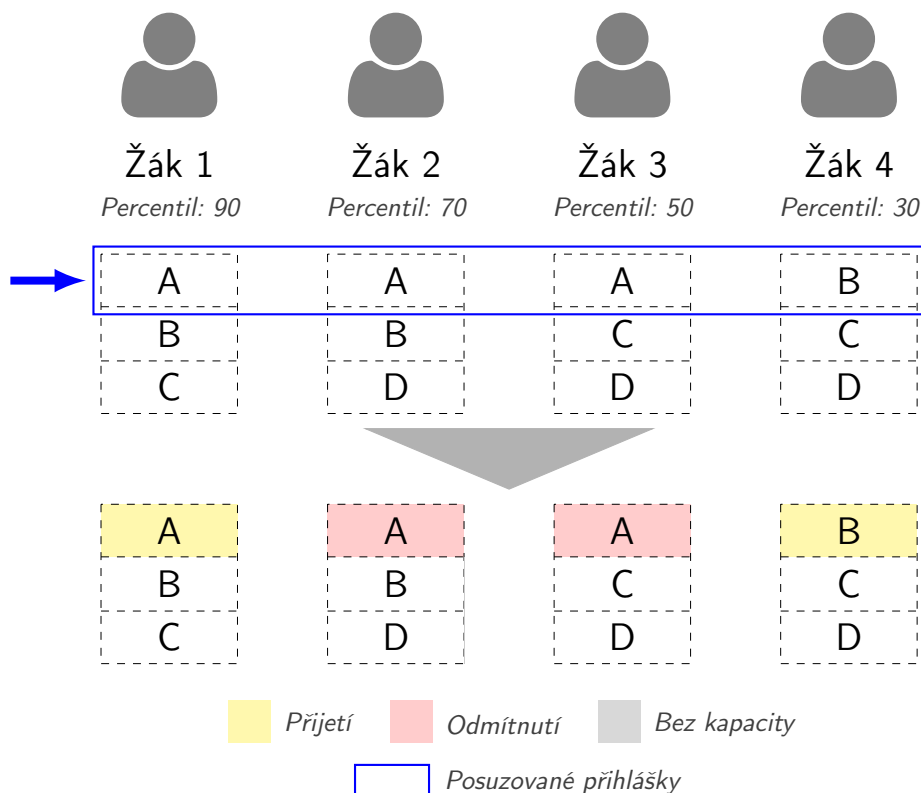 Žák 1 Žák 2 Žák 3 Žák 4
Percentil: 90 Percentil: 70 Percentil: 50 Percentil: 30
A A A B
B B C C
C D D D
A A A B
B B C C
C D D D
Přijetí Odmítnutí Bez kapacity
Posuzované přihlášky